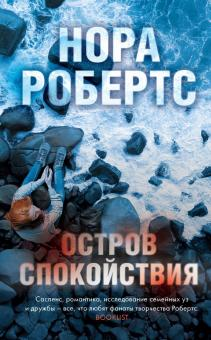 НОРА
РОБЕРТС
ОСТРОВ
СПОКОЙСТВИЯ
Саспенс, романтика, исследование семейных уз
и дружбы – все, что любят фанаты творчества Робертс.
BOOKLIST